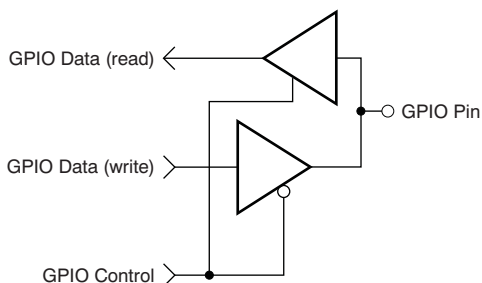 GPIO Data (read)
GPIO Pin
GPIO Data (write)
GPIO Control